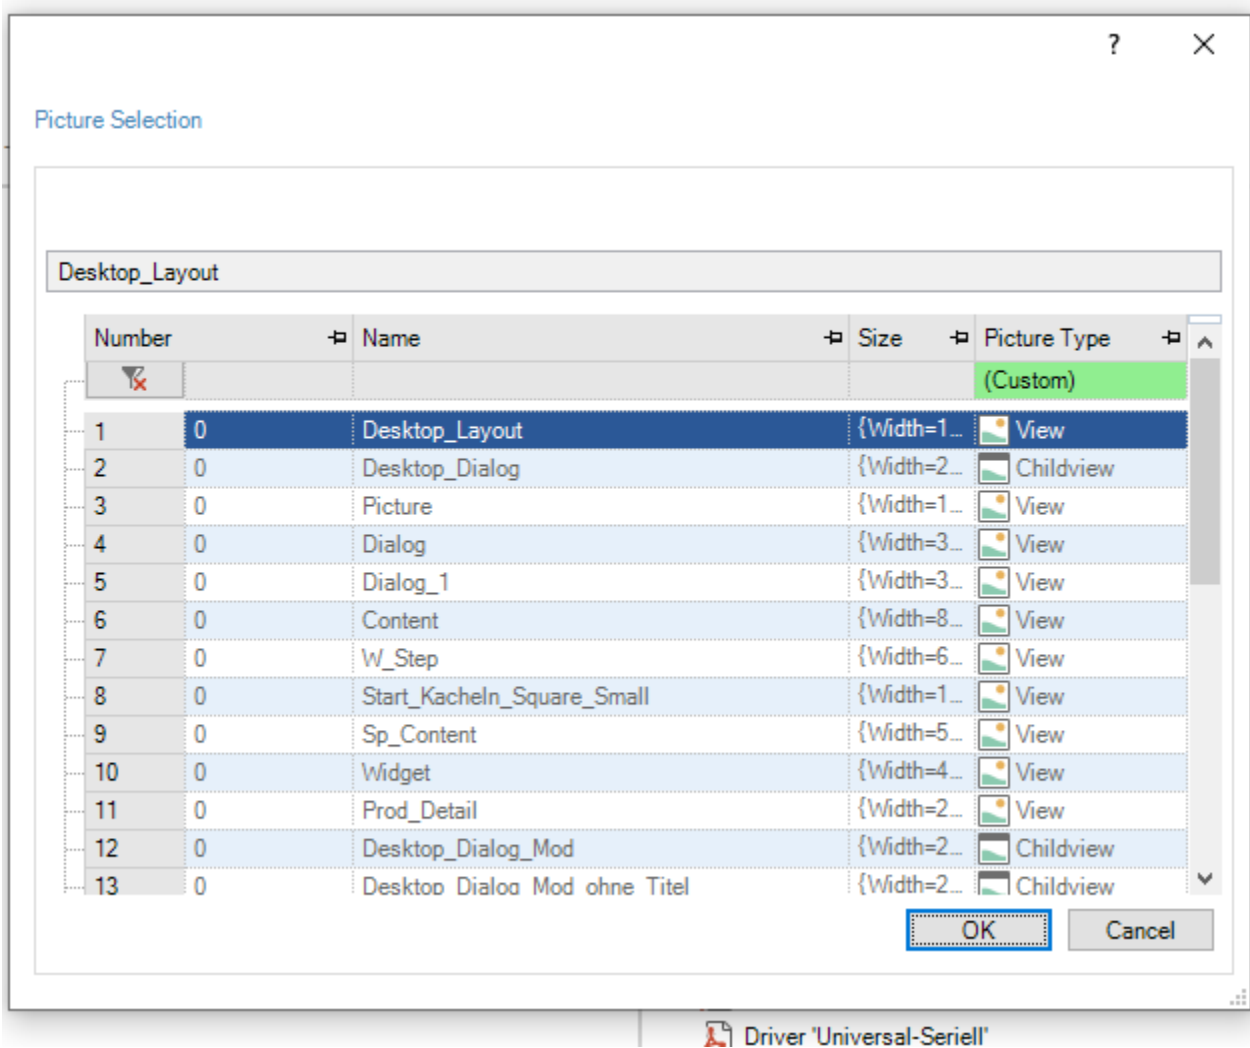 ?
Picture Selection
Desktop_Layout
Number Name Size Picture Type
(Custom)
1 0 Desktop_Layout {Width=1... View
2 0 Desktop_Dialog {Width=2... Childview
3 0 Picture {Width=1... View
4 0 Dialog {Width=3... View
5 0 Dialog_1 {Width=3... View
6 0 Content {Width=8... View
7 0 W_Step {Width=6... View
8 0 Start_Kacheln_Square_Small {Width=1... View
9 0 Sp_Content {Width=5... View
10 0 Widget {Width=4... View
11 0 Prod_Detail {Width=2... View
12 0 Desktop_Dialog_Mod {Width=2... Childview
13 0 Desktop_Dialog_Mod_ohne_Titel {Width=2... Childview
OK Cancel
Driver 'Universal-Seriell'